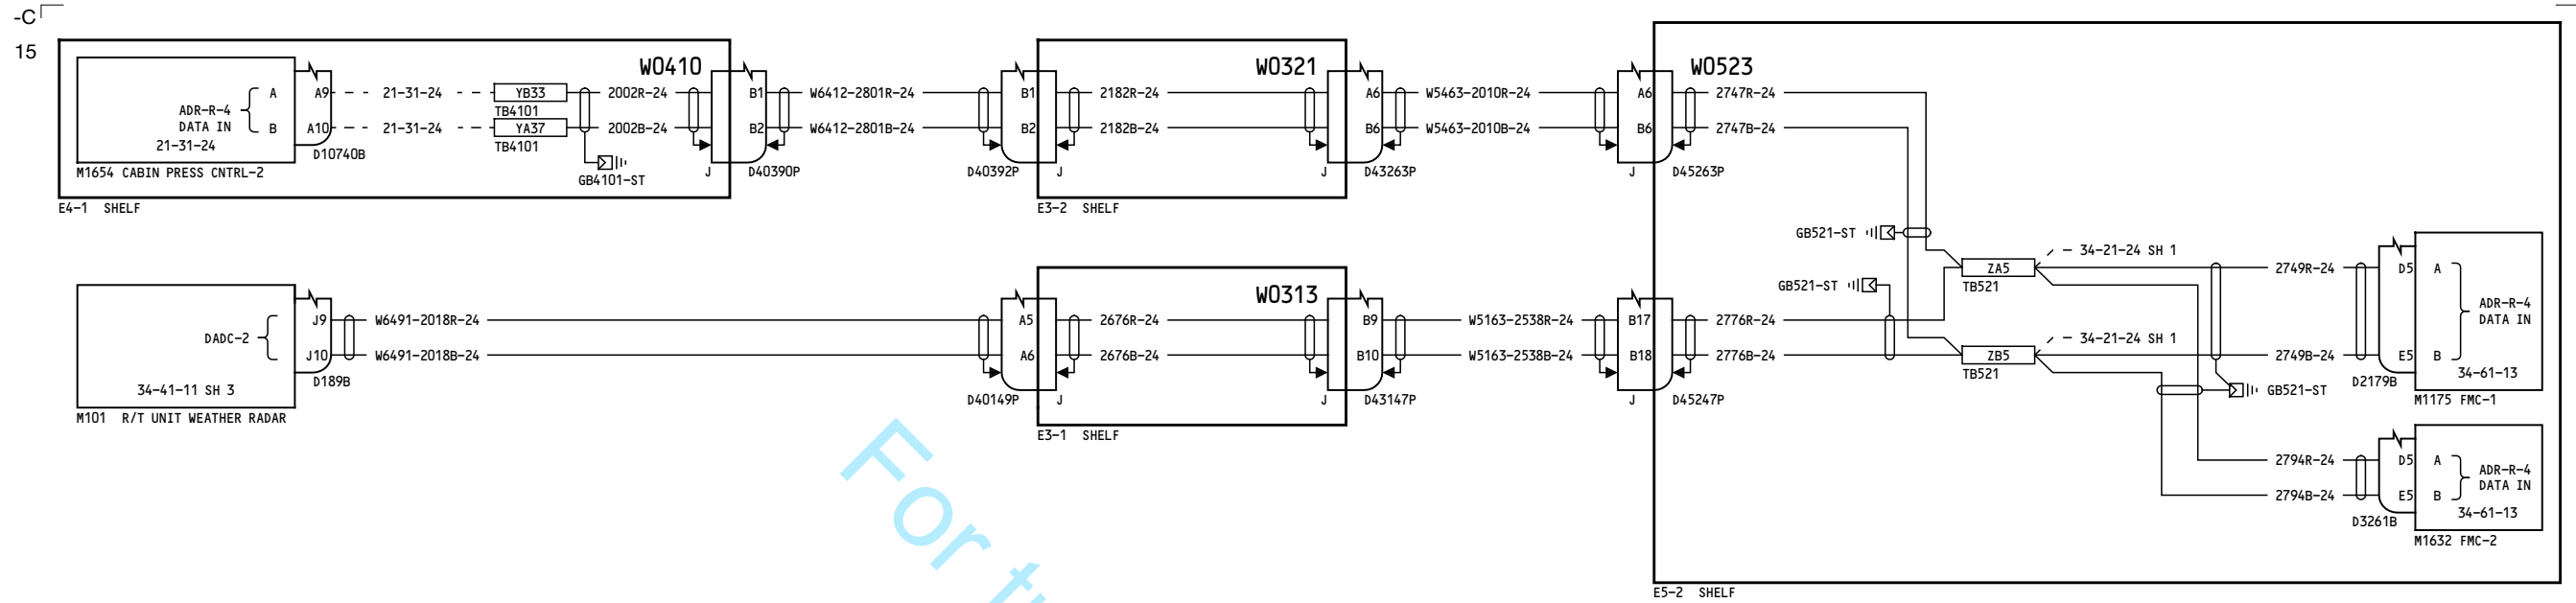 -C
15
W0410
W0321
W0523
A A9 21-31-24 YB33 2002R-24 B1 W6412-2801R-24 B1 2182R-24 A6 W5463-2010R-24 A6 2747R-24
ADR-R-4
DATA IN
TB4101
B A10 21-31-24 YA37 2002B-24 B2 W6412-2801B-24 B2 2182B-24 B6 W5463-2010B-24 B6 2747B-24
21-31-24
D10740B
TB4101
M1654 CABIN PRESS CNTRL-2
GB4101-ST
J D40390P D40392P J J D43263P J D45263P
E4-1 SHELF
E3-2 SHELF
GB521-ST
34-21-24 SH 1
ZA5 2749R-24 D5 A
TB521
GB521-ST
W0313
ADR-R-4
DATA IN
J9 W6491-2018R-24 A5 2676R-24 B9 W5163-2538R-24 B17 2776R-24
DADC-2
34-21-24 SH 1
J10 W6491-2018B-24 A6 2676B-24 B10 W5163-2538B-24 B18 2776B-24 ZB5 2749B-24 E5 B
TB521
34-61-13
D189B
D2179B
34-41-11 SH 3
GB521-ST
D40149P J J D43147P J D45247P
M1175 FMC-1
M101 R/T UNIT WEATHER RADAR
E3-1 SHELF
2794R-24 D5 A
ADR-R-4
DATA IN
2794B-24 E5 B
34-61-13
D3261B
M1632 FMC-2
E5-2 SHELF
For